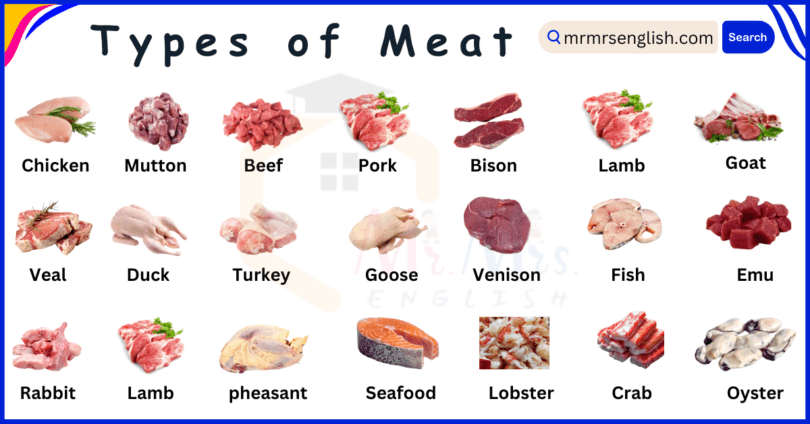 Types of Meat
mrmrsenglish.com
Search
Chicken Mutton Beef Pork Bison Lamb Goat
Veal Duck Turkey Goose Venison Fish Emu
Mr. Mrs.
ENGLISH
Rabbit Lamb pheasant Seafood Lobster Crab Oyster